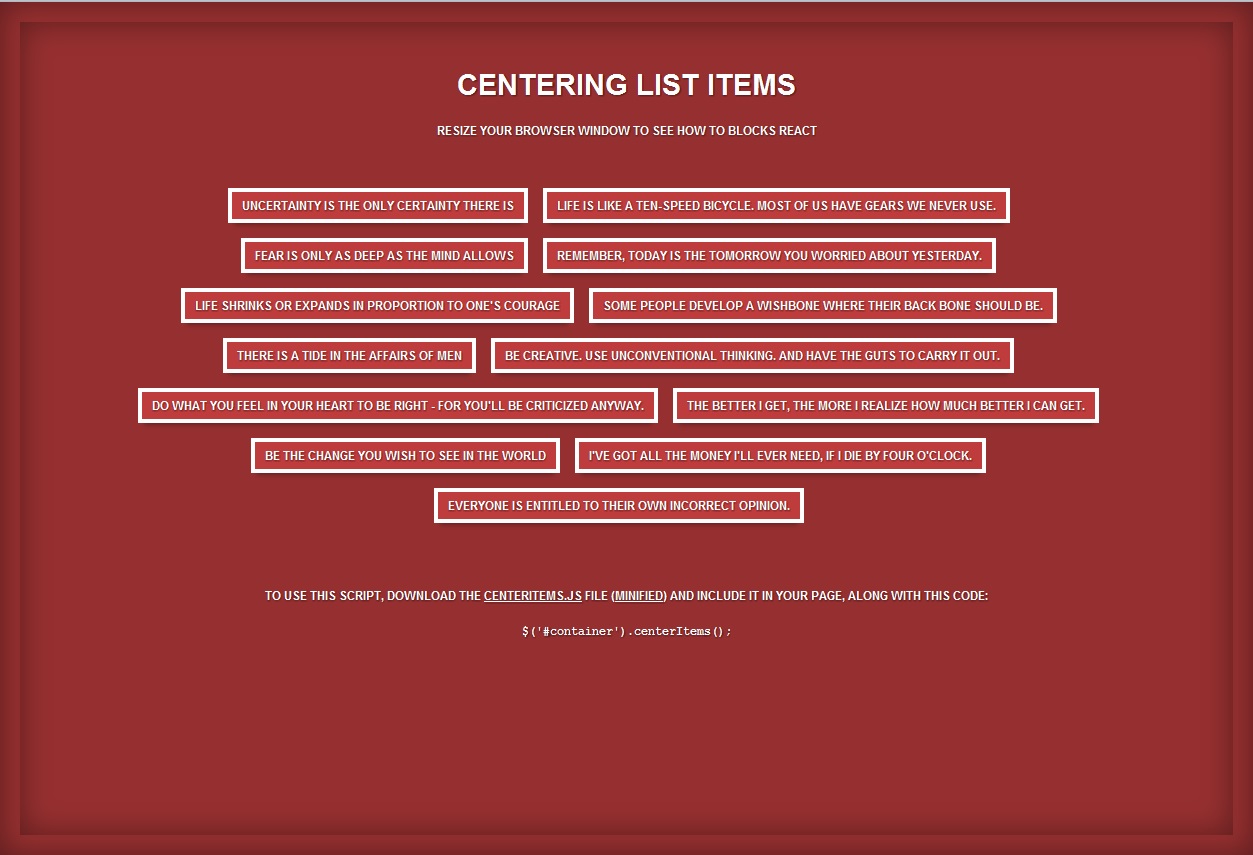 CENTERING LIST ITEMS
RESIZE YOUR BROWSER WINDOW TO SEE HOW TO BLOCKS REACT
UNCERTAINTY IS THE ONLY CERTAINTY THERE IS
LIFE IS LIKE A TEN-SPEED BICYCLE. MOST OF US HAVE GEARS WE NEVER USE.
FEAR IS ONLY AS DEEP AS THE MIND ALLOWS
REMEMBER, TODAY IS THE TOMORROW YOU WORRIED ABOUT YESTERDAY.
LIFE SHRINKS OR EXPANDS IN PROPORTION TO ONE'S COURAGE
SOME PEOPLE DEVELOP A WISHBONE WHERE THEIR BACK BONE SHOULD BE.
THERE IS A TIDE IN THE AFFAIRS OF MEN
BE CREATIVE. USE UNCONVENTIONAL THINKING. AND HAVE THE GUTS TO CARRY IT OUT.
DO WHAT YOU FEEL IN YOUR HEART TO BE RIGHT - FOR YOU'LL BE CRITICIZED ANYWAY.
THE BETTER I GET, THE MORE I REALIZE HOW MUCH BETTER I CAN GET.
BE THE CHANGE YOU WISH TO SEE IN THE WORLD
I'VE GOT ALL THE MONEY I'LL EVER NEED, IF I DIE BY FOUR O'CLOCK.
EVERYONE IS ENTITLED TO THEIR OWN INCORRECT OPINION.
TO USE THIS SCRIPT, DOWNLOAD THE CENTERITEMS.JS FILE (MINIFIED) AND INCLUDE IT IN YOUR PAGE, ALONG WITH THIS CODE:
$('#container').centerItems();